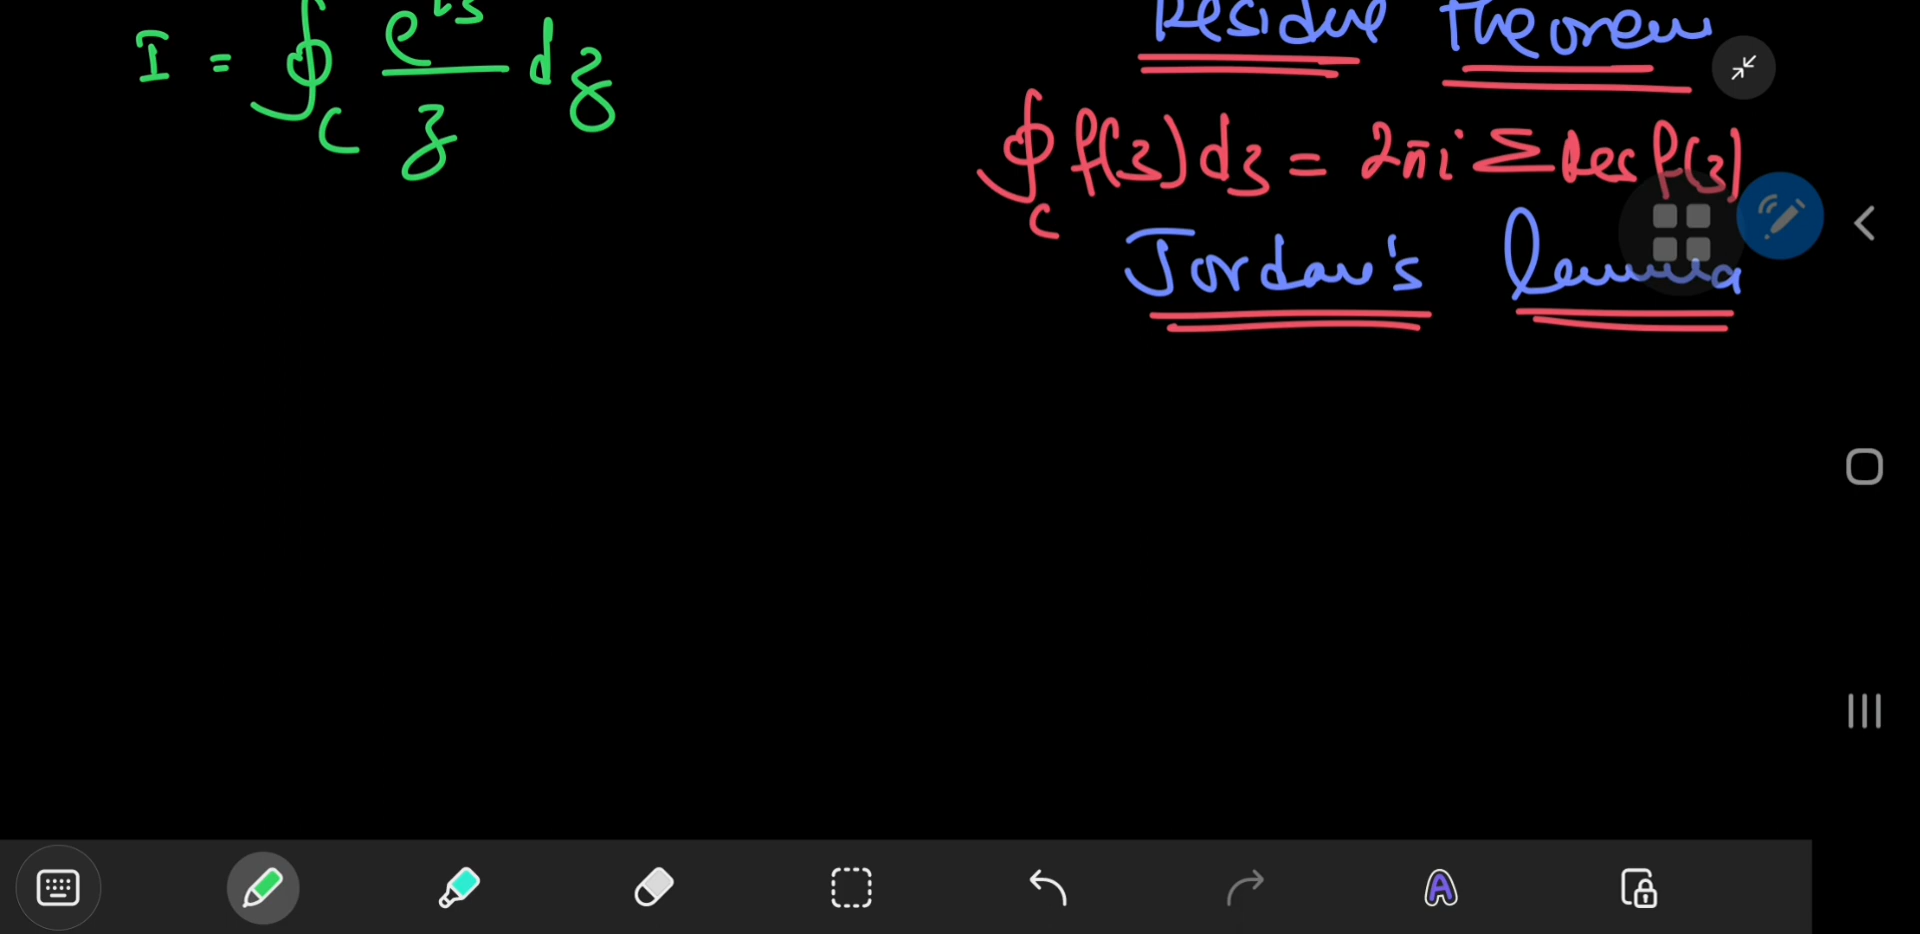 I = ∮_C e^{iz}/z dz
Residue Theorem
∮_C f(z) dz = 2πi Σ Res f(z)
Jordan's lemma
A